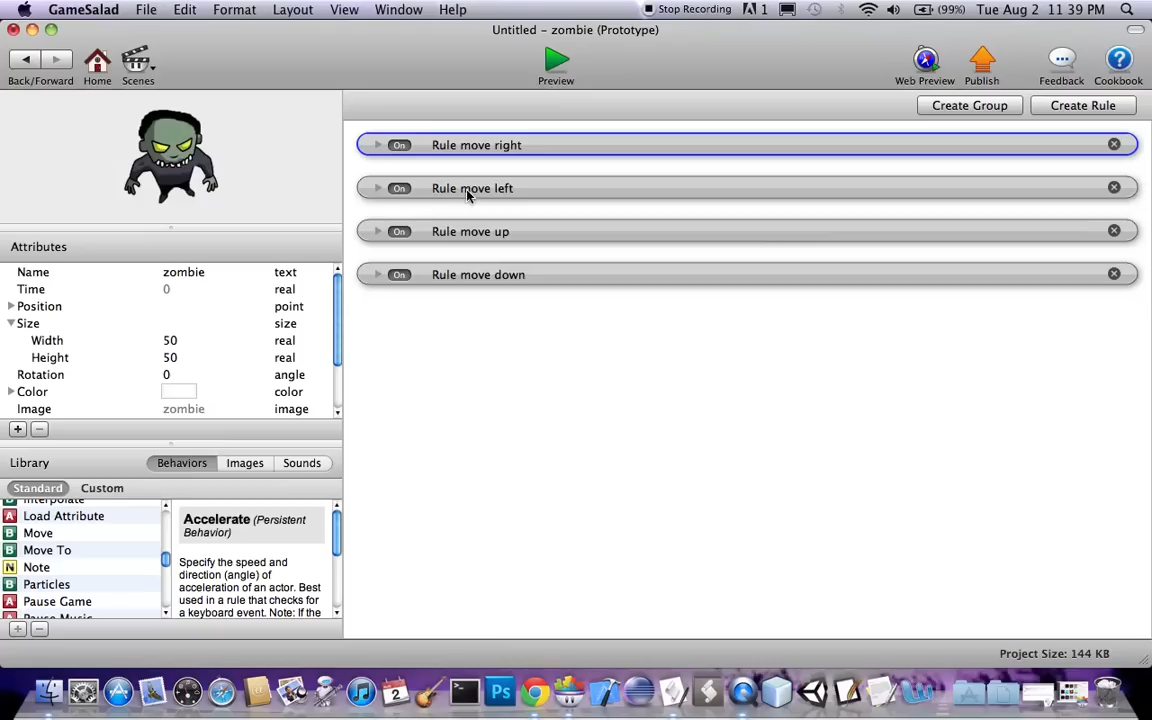 GameSalad File Edit Format Layout View Window Help Stop Recording 1 (99%) Tue Aug 2 11:39 PM
Untitled – zombie (Prototype)
Back/Forward Home Scenes Preview Web Preview Publish Feedback Cookbook
Create Group Create Rule
On Rule move right
On Rule move left
On Rule move up
On Rule move down
Attributes
Name zombie text
Time 0 real
Position point
Size size
Width 50 real
Height 50 real
Rotation 0 angle
Color color
Image zombie image
Library Behaviors Images Sounds
Standard Custom
Interpolate
Load Attribute
Move
Move To
Note
Particles
Pause Game
Pause Music
Accelerate (Persistent
Behavior)
Specify the speed and
direction (angle) of
acceleration of an actor. Best
used in a rule that checks for
a keyboard event. Note: If the
Project Size: 144 KB
2
Ps